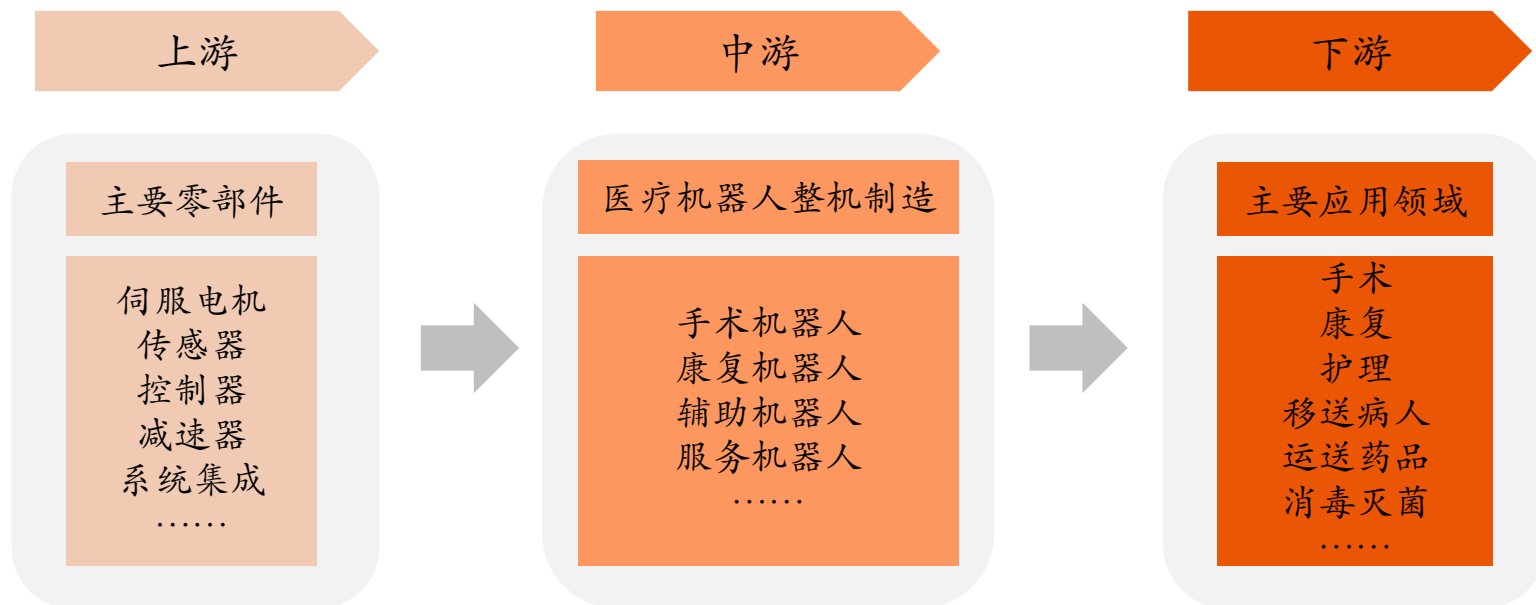 上游
中游
下游
主要零部件
伺服电机
传感器
控制器
减速器
系统集成
……
医疗机器人整机制造
手术机器人
康复机器人
辅助机器人
服务机器人
……
主要应用领域
手术
康复
护理
移送病人
运送药品
消毒灭菌
……